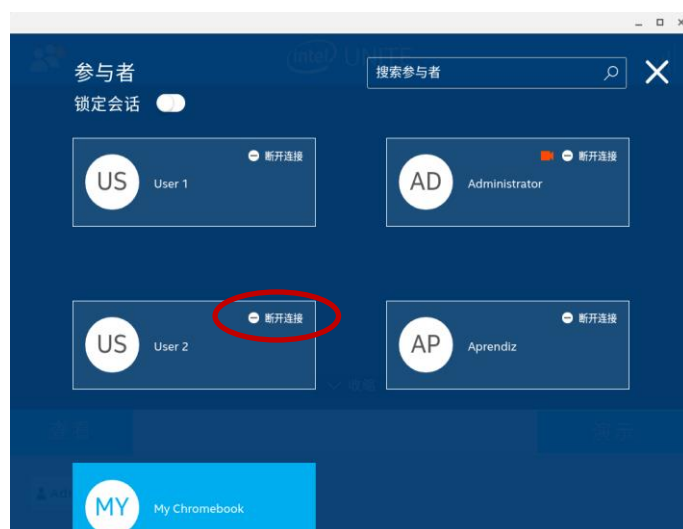 (intel) UNITE
参与者
搜索参与者
锁定会话
断开连接
US
User 1
断开连接
AD
Administrator
断开连接
US
User 2
断开连接
AP
Aprendiz
MY
My Chromebook